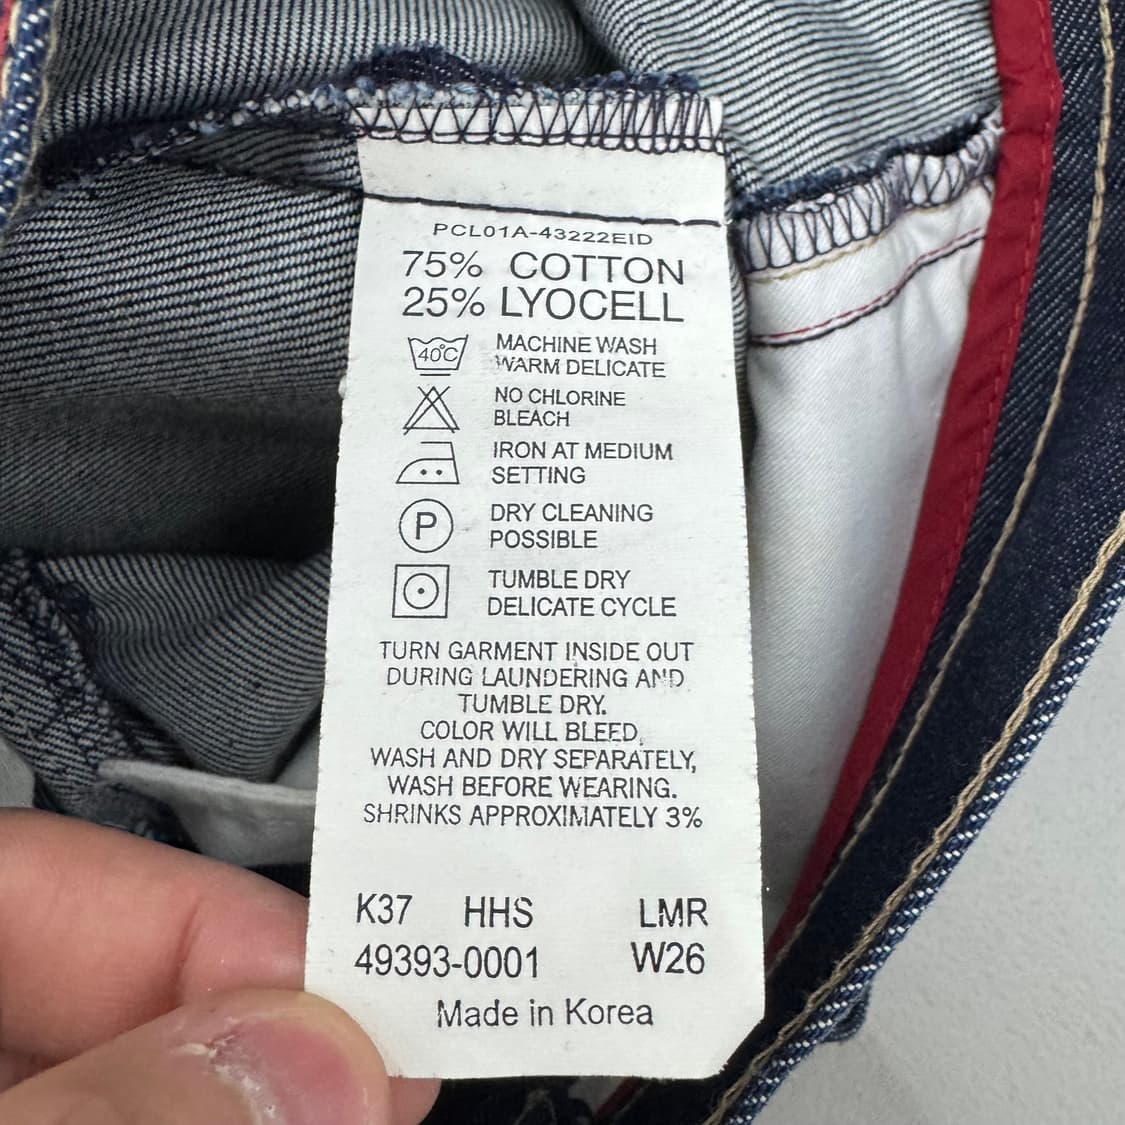 PCL01A-43222EID
75% COTTON
25% LYOCELL
40°C MACHINE WASH
WARM DELICATE
NO CHLORINE
BLEACH
IRON AT MEDIUM
SETTING
P DRY CLEANING
POSSIBLE
TUMBLE DRY
DELICATE CYCLE
TURN GARMENT INSIDE OUT
DURING LAUNDERING AND
TUMBLE DRY.
COLOR WILL BLEED,
WASH AND DRY SEPARATELY,
WASH BEFORE WEARING.
SHRINKS APPROXIMATELY 3%
K37 HHS LMR
49393-0001 W26
Made in Korea